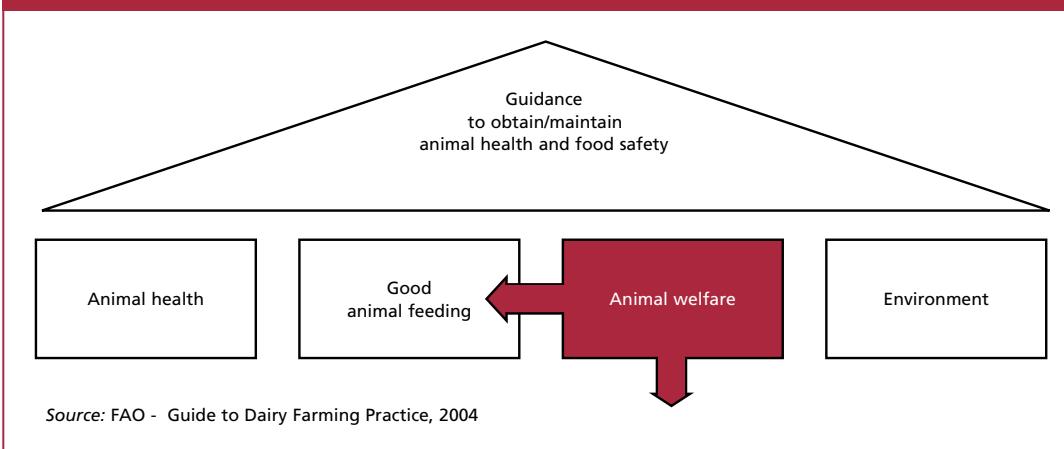 Guidance
to obtain/maintain
animal health and food safety
Animal health
Good
animal feeding
Animal welfare
Environment
Source: FAO - Guide to Dairy Farming Practice, 2004